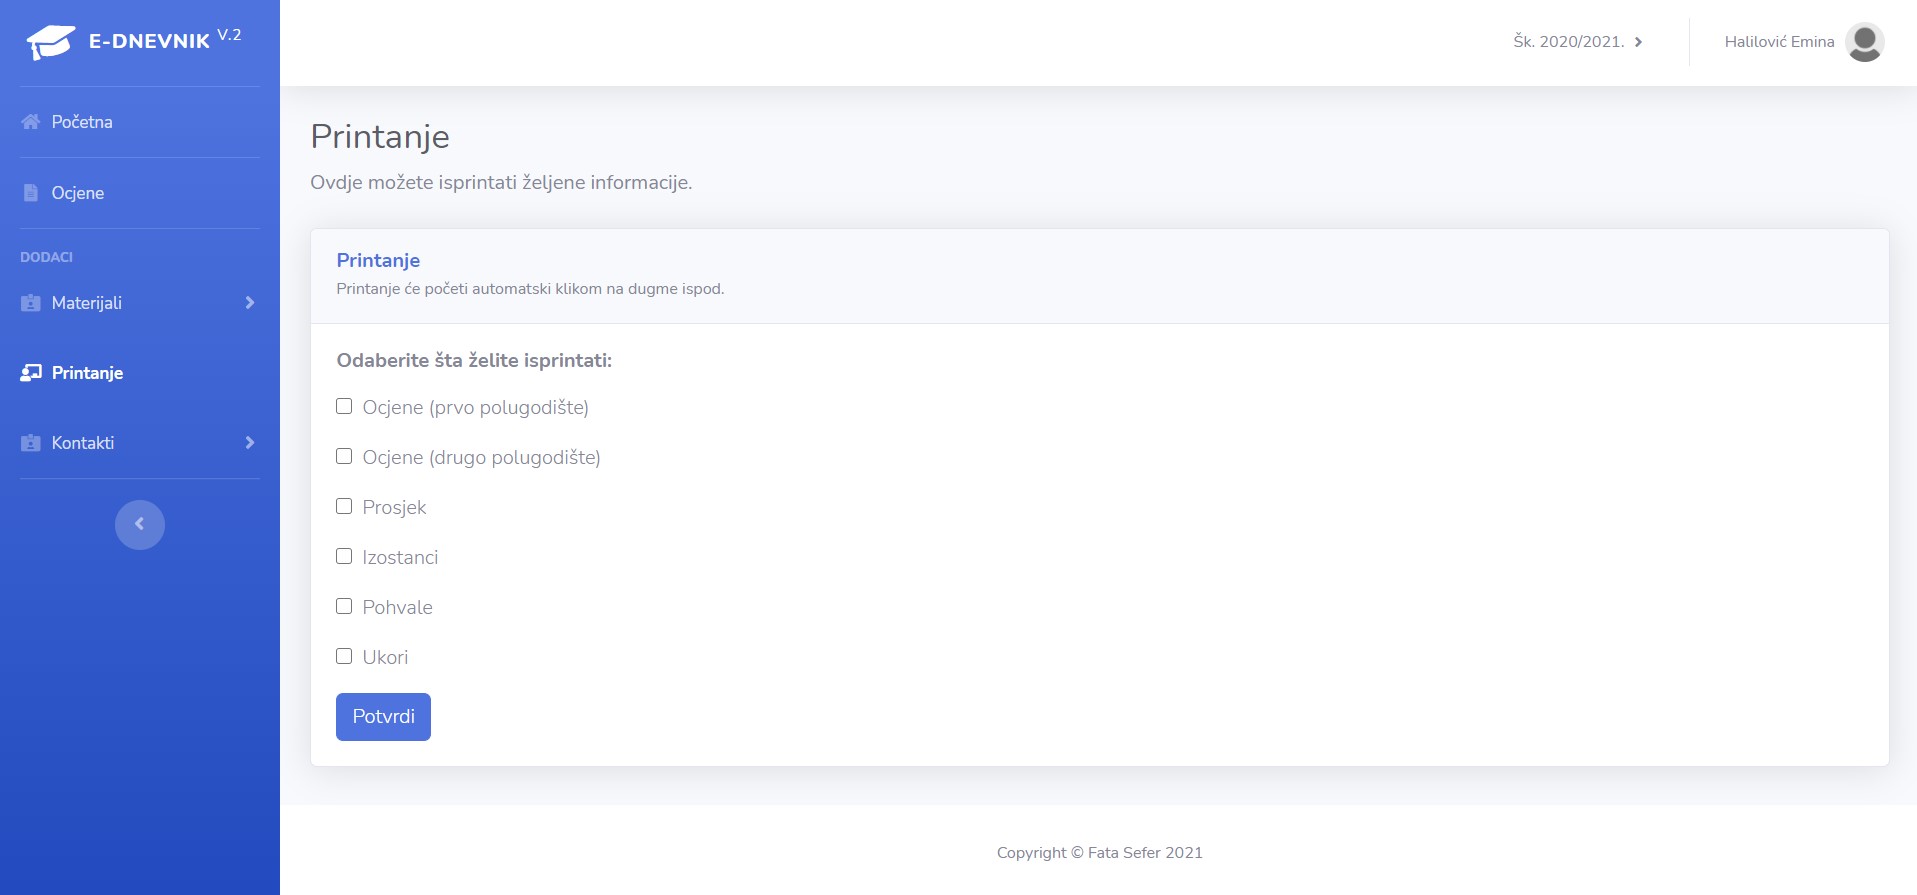 E-DNEVNIK V.2
Početna
Ocjene
DODACI
Materijali
Printanje
Kontakti
Šk. 2020/2021.
Halilović Emina
Printanje
Ovdje možete isprintati željene informacije.
Printanje
Printanje će početi automatski klikom na dugme ispod.
Odaberite šta želite isprintati:
Ocjene (prvo polugodište)
Ocjene (drugo polugodište)
Prosjek
Izostanci
Pohvale
Ukori
Potvrdi
Copyright © Fata Sefer 2021